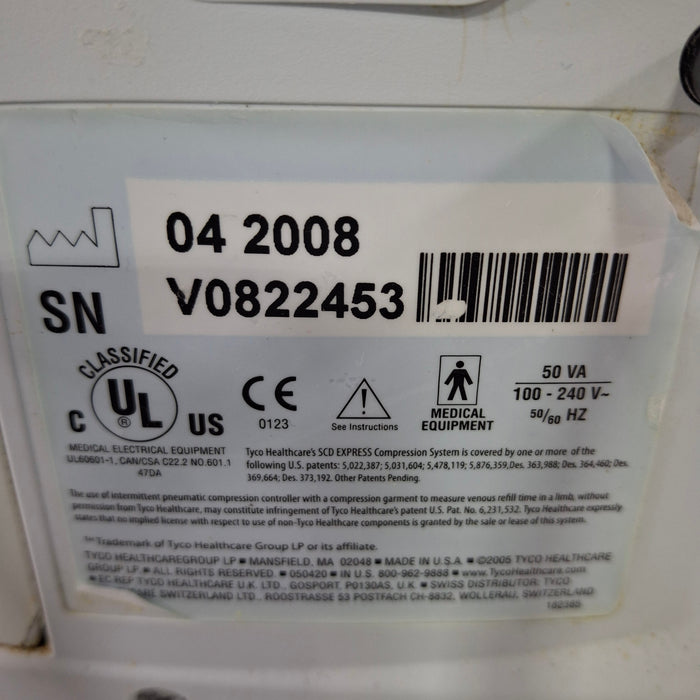 04 2008
SN V0822453
CLASSIFIED
C UL ® US
MEDICAL ELECTRICAL EQUIPMENT
UL60601-1, CAN/CSA C22.2 NO.601.1
47DA
CE
0123
See Instructions
MEDICAL
EQUIPMENT
50 VA
100 - 240 V~
50/60 HZ
Tyco Healthcare's SCD EXPRESS Compression System is covered by one or more of the
following U.S. patents: 5,022,387; 5,031,604; 5,478,119; 5,876,359,Des. 363,988; Des. 364,460; Des.
369,664; Des. 373,192. Other Patents Pending.
The use of intermittent pneumatic compression controller with a compression garment to measure venous refill time in a limb, without
permission from Tyco Healthcare, may constitute infringement of Tyco Healthcare's patent U.S. Pat. No. 6,231,532. Tyco Healthcare expressly
states that no implied license with respect to use of non-Tyco Healthcare components is granted by the sale or lease of this system.
Trademark of Tyco Healthcare Group LP or its affiliate.
TYCO HEALTHCAREGROUP LP ■ MANSFIELD, MA 02048 ■ MADE IN U.S.A. ■ ©2005 TYCO HEALTHCARE
GROUP LP ■ ALL RIGHTS RESERVED ■ 050420 ■ IN U.S. 800-962-9888 ■ www.TycoHealthcare.com
■ EC REP TYCO HEALTHCARE U.K. LTD., GOSPORT, PO130AS, U.K ■ SWISS DISTRIBUTOR: TYCO
SWITZERLAND LTD., ROOSTRASSE 53 POSTFACH CH-8832, WOLLERAU, SWITZERLAND